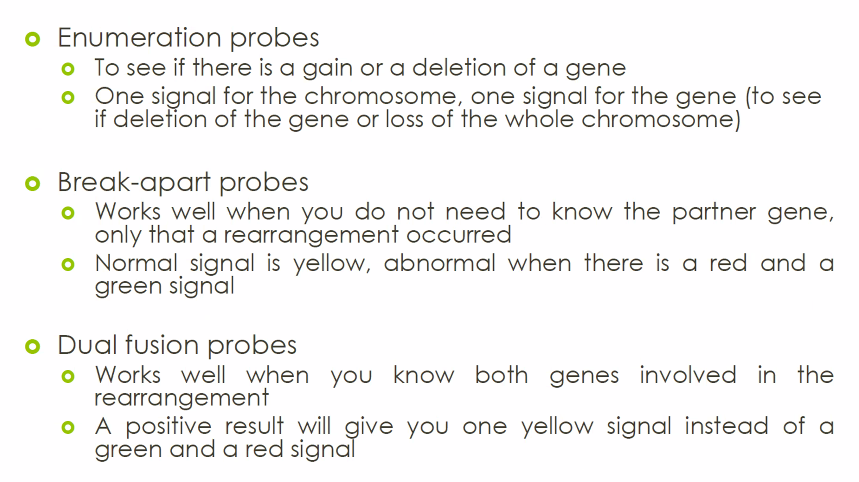 Enumeration probes
To see if there is a gain or a deletion of a gene
One signal for the chromosome, one signal for the gene (to see
if deletion of the gene or loss of the whole chromosome)
Break-apart probes
Works well when you do not need to know the partner gene,
only that a rearrangement occurred
Normal signal is yellow, abnormal when there is a red and a
green signal
Dual fusion probes
Works well when you know both genes involved in the
rearrangement
A positive result will give you one yellow signal instead of a
green and a red signal